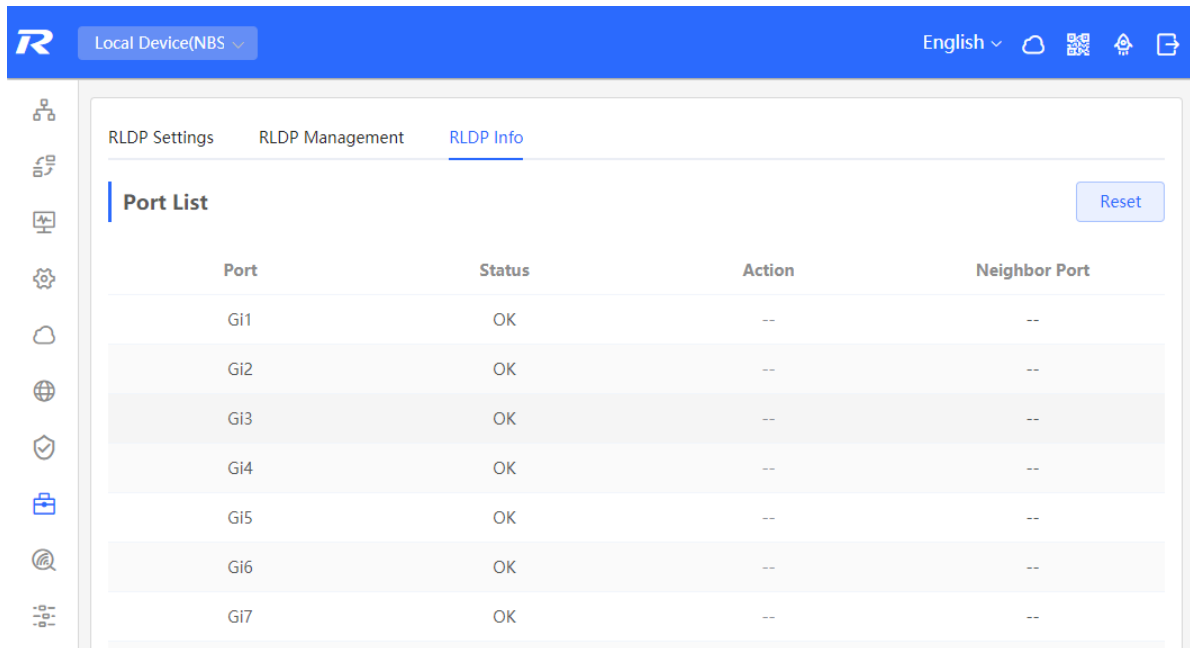 Local Device(NBS
English
RLDP Settings RLDP Management RLDP Info
Port List
Reset
Port Status Action Neighbor Port
Gi1 OK -- --
Gi2 OK -- --
Gi3 OK -- --
Gi4 OK -- --
Gi5 OK -- --
Gi6 OK -- --
Gi7 OK -- --